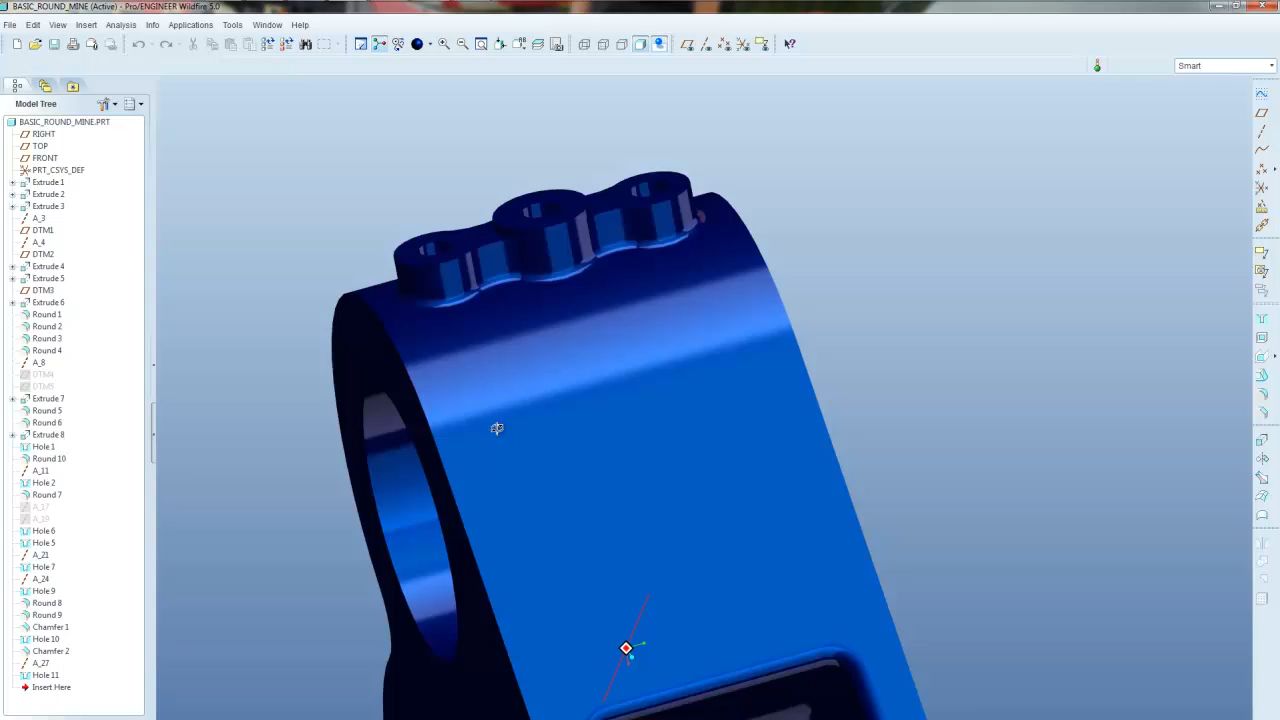 BASIC_ROUND_MINE (Active) - Pro/ENGINEER Wildfire 5.0
File Edit View Insert Analysis Info Applications Tools Window Help
Smart
Model Tree
BASIC_ROUND_MINE.PRT
RIGHT
TOP
FRONT
PRT_CSYS_DEF
Extrude 1
Extrude 2
Extrude 3
A_3
DTM1
A_4
DTM2
Extrude 4
Extrude 5
DTM3
Extrude 6
Round 1
Round 2
Round 3
Round 4
A_8
DTM4
DTM5
Extrude 7
Round 5
Round 6
Extrude 8
Hole 1
Round 10
A_11
Hole 2
Round 7
A_17
A_19
Hole 6
Hole 5
A_21
Hole 7
A_24
Hole 9
Round 8
Round 9
Chamfer 1
Hole 10
Chamfer 2
A_27
Hole 11
Insert Here